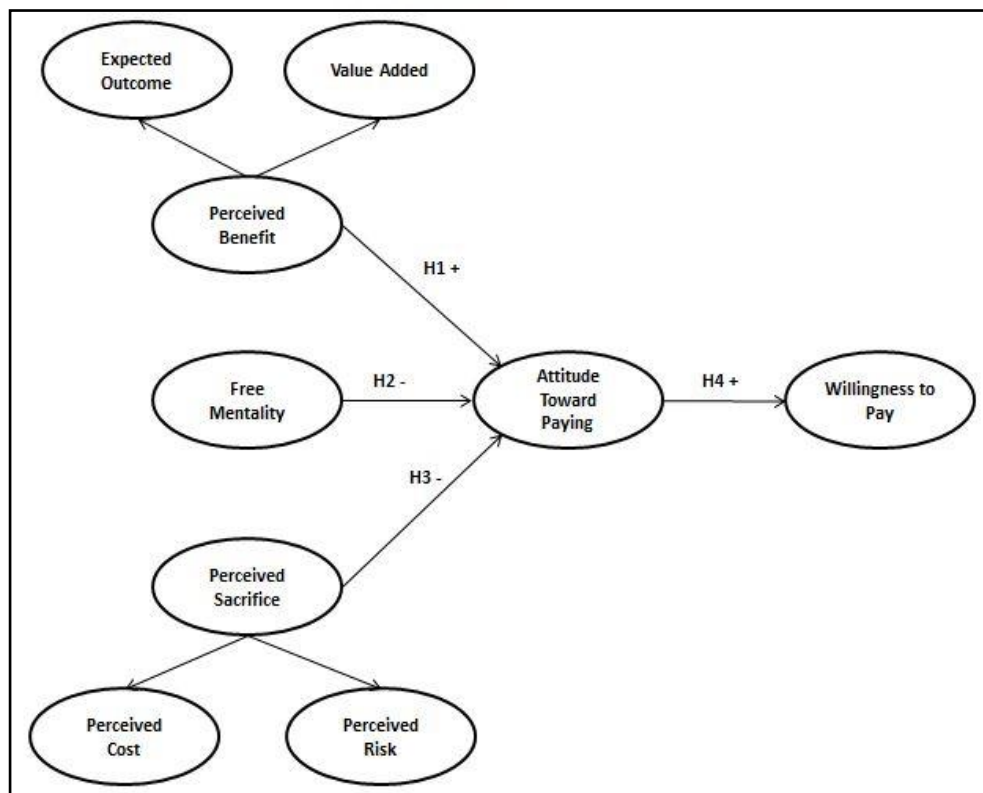 Expected
Outcome
Value Added
Perceived
Benefit
H1 +
Free
Mentality
H2 -
Attitude
Toward
Paying
H4 +
Willingness to
Pay
H3 -
Perceived
Sacrifice
Perceived
Cost
Perceived
Risk